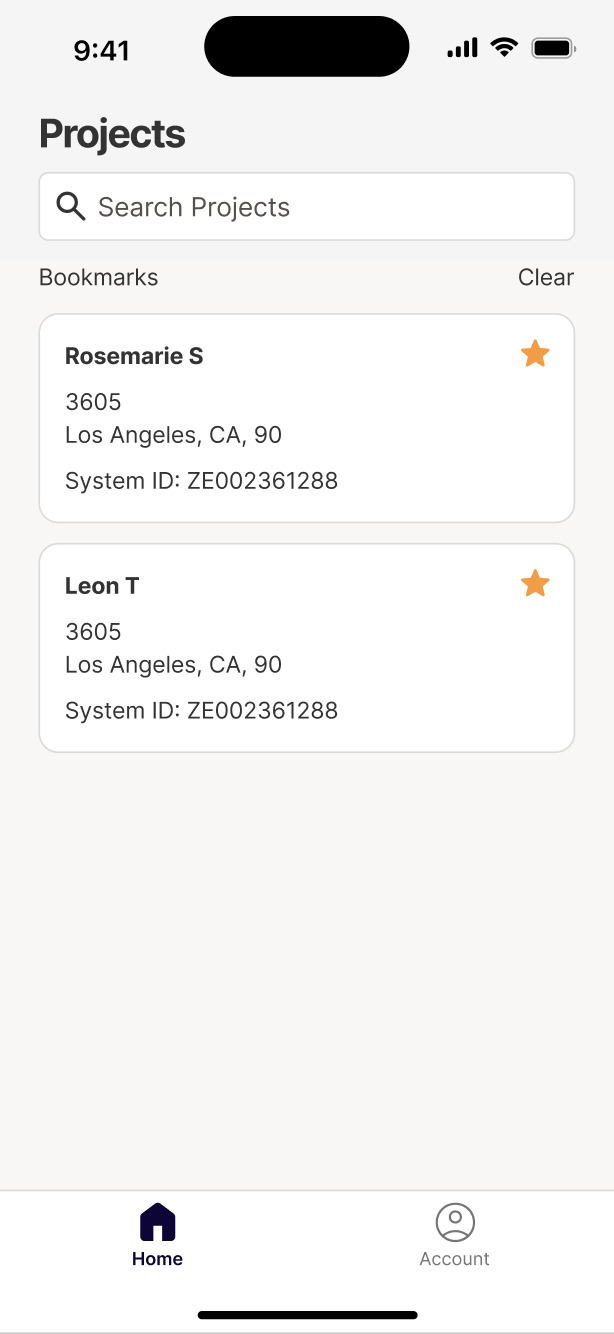 9:41
Projects
Search Projects
Bookmarks
Clear
Rosemarie S
3605
Los Angeles, CA, 90
System ID: ZE002361288
Leon T
3605
Los Angeles, CA, 90
System ID: ZE002361288
Home
Account